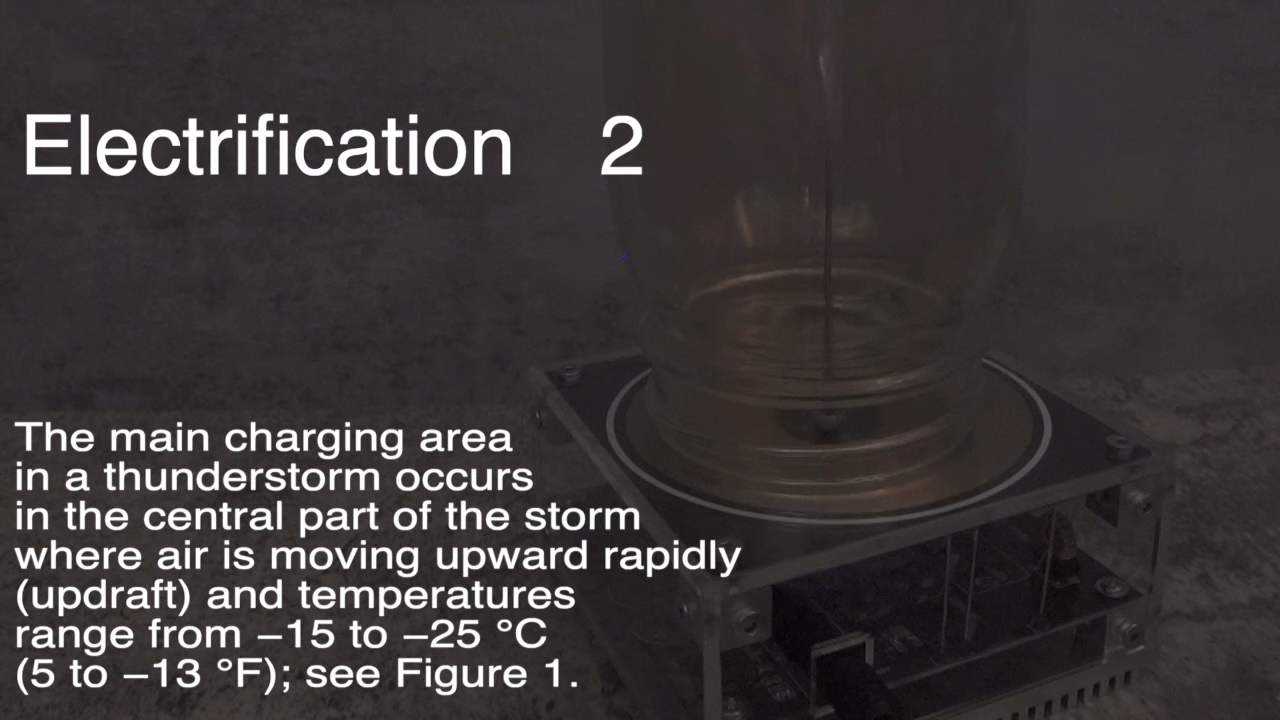 Electrification 2
The main charging area
in a thunderstorm occurs
in the central part of the storm
where air is moving upward rapidly
(updraft) and temperatures
range from −15 to −25 °C
(5 to −13 °F); see Figure 1.